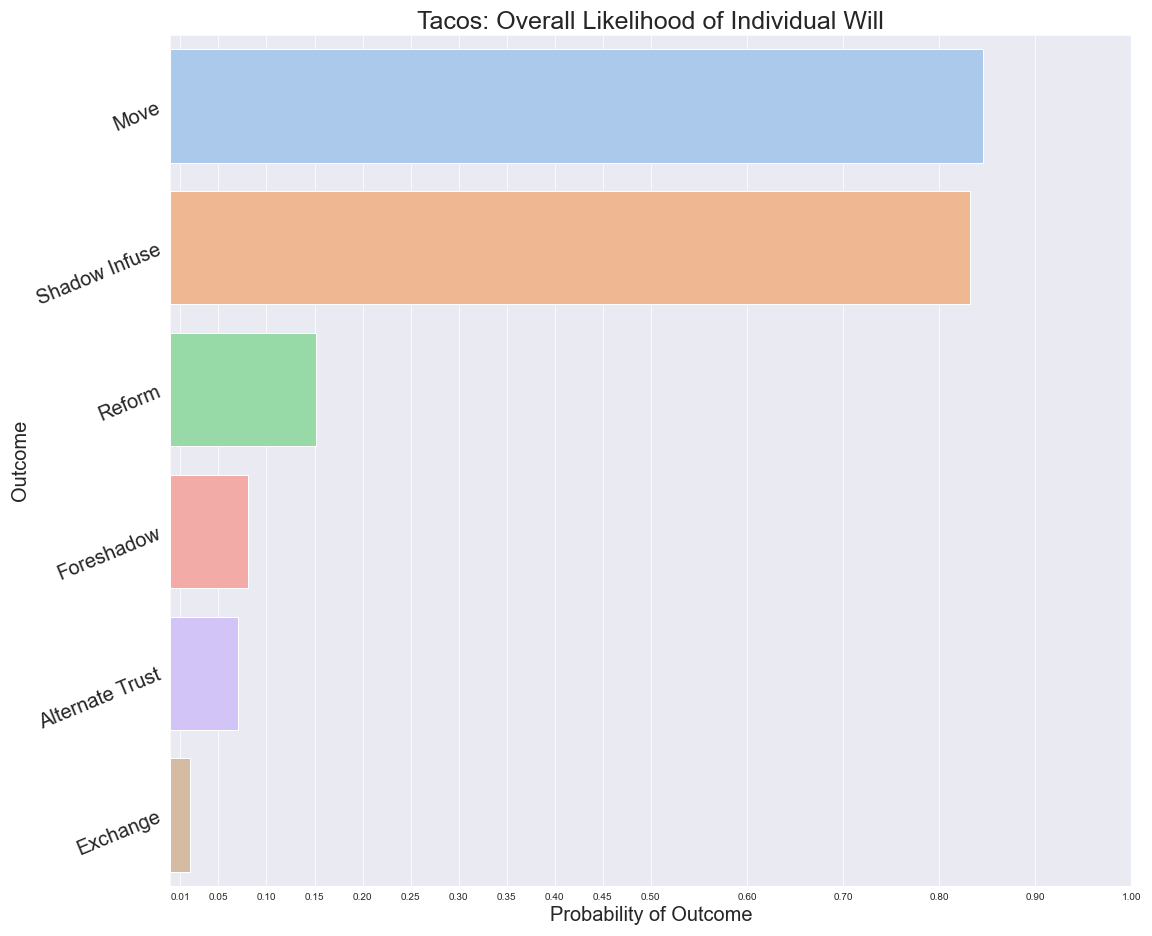 Tacos: Overall Likelihood of Individual Will
Move
Shadow Infuse
Reform
Foreshadow
Alternate Trust
Exchange
Outcome
0.01 0.05 0.10 0.15 0.20 0.25 0.30 0.35 0.40 0.45 0.50 0.60 0.70 0.80 0.90 1.00
Probability of Outcome